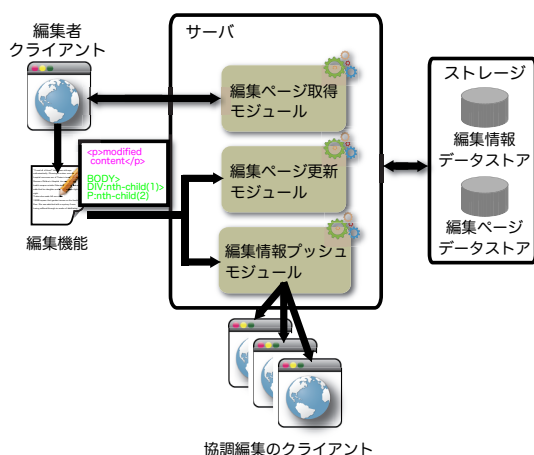 編集者
クライアント
サーバ
編集ページ取得
モジュール
<p>modified
content</p>
BODY>
DIV:nth-child(1)>
P:nth-child(2)
編集機能
編集ページ更新
モジュール
編集情報プッシュ
モジュール
ストレージ
編集情報
データストア
編集ページ
データストア
協調編集のクライアント